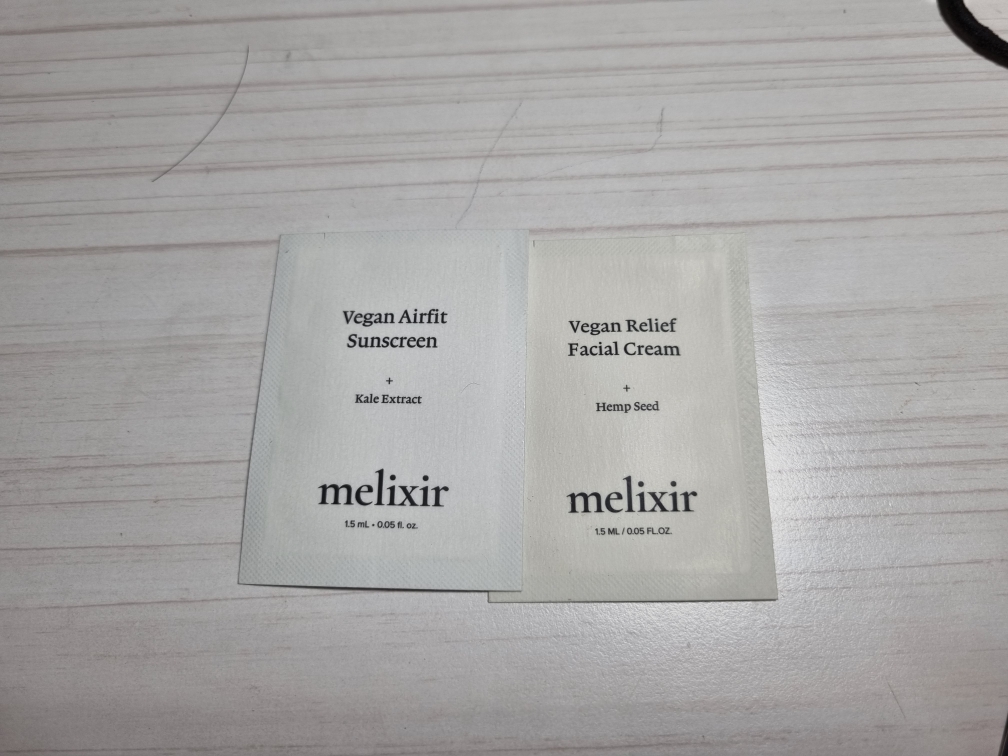 Vegan Airfit
Sunscreen
+
Kale Extract
melixir
1.5 mL • 0.05 fl. oz.
Vegan Relief
Facial Cream
+
Hemp Seed
melixir
1.5 ML / 0.05 FL.OZ.